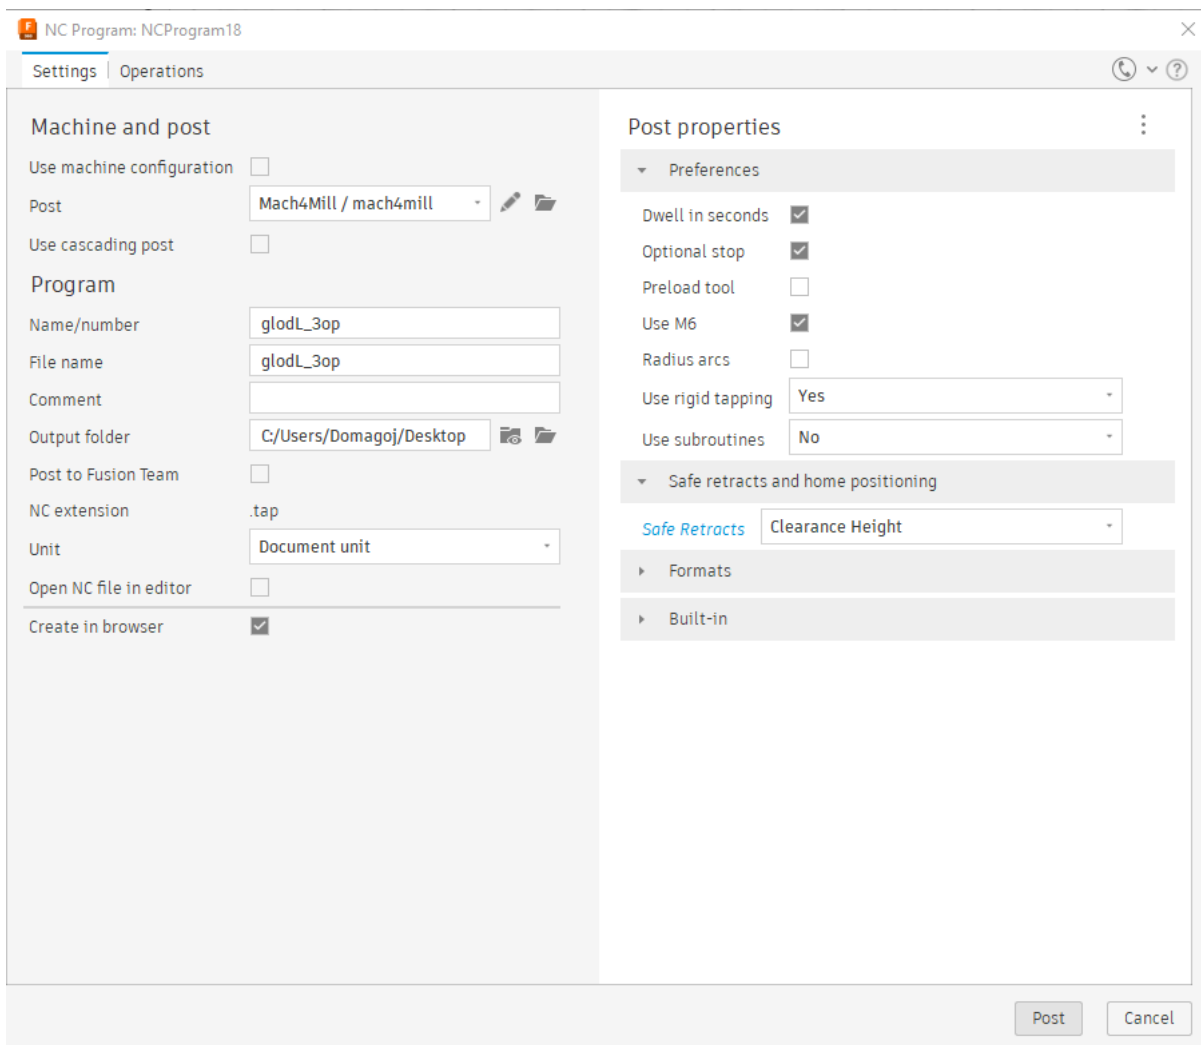 NC Program: NCProgram18
Settings
Operations
Machine and post
Use machine configuration
Post
Mach4Mill / mach4mill
Use cascading post
Program
Name/number
glodL_3op
File name
glodL_3op
Comment
Output folder
C:/Users/Domagoj/Desktop
Post to Fusion Team
NC extension
.tap
Unit
Document unit
Open NC file in editor
Create in browser
Post properties
Preferences
Dwell in seconds
Optional stop
Preload tool
Use M6
Radius arcs
Use rigid tapping
Yes
Use subroutines
No
Safe retracts and home positioning
Safe Retracts
Clearance Height
Formats
Built-in
Post
Cancel